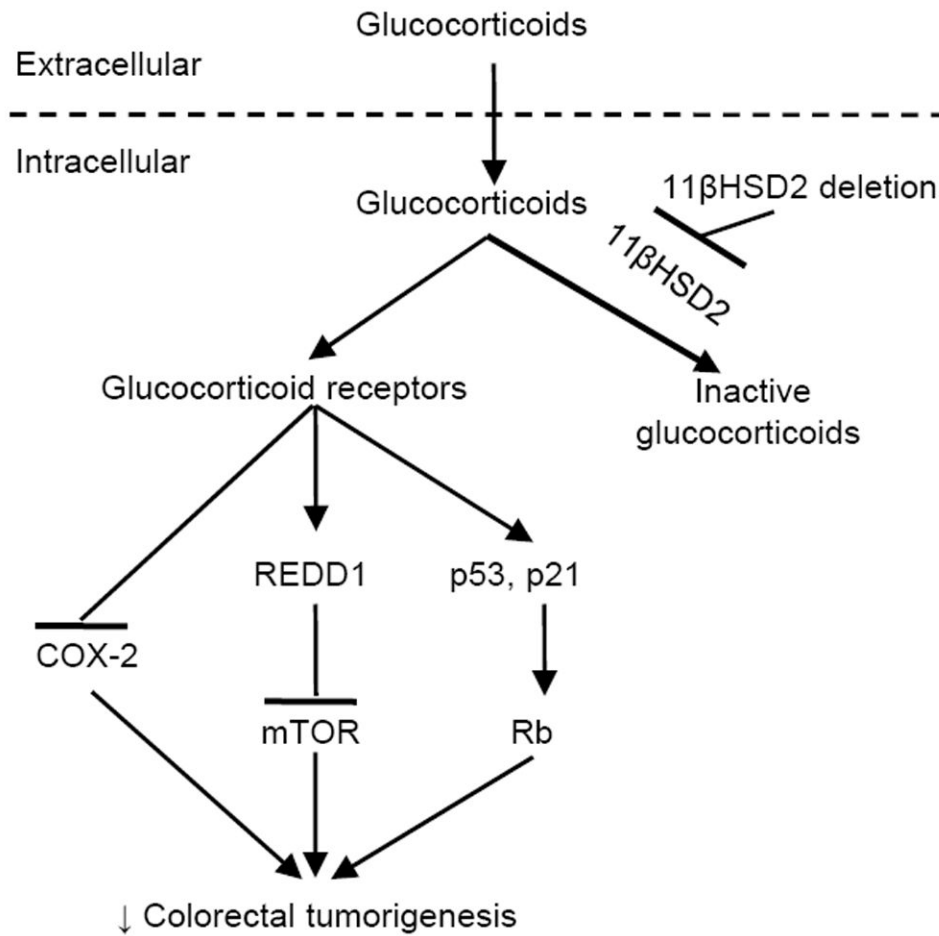 Glucocorticoids
Extracellular
Intracellular
Glucocorticoids
11βHSD2 deletion
11βHSD2
Glucocorticoid receptors
Inactive
glucocorticoids
REDD1
p53, p21
COX-2
mTOR
Rb
↓ Colorectal tumorigenesis